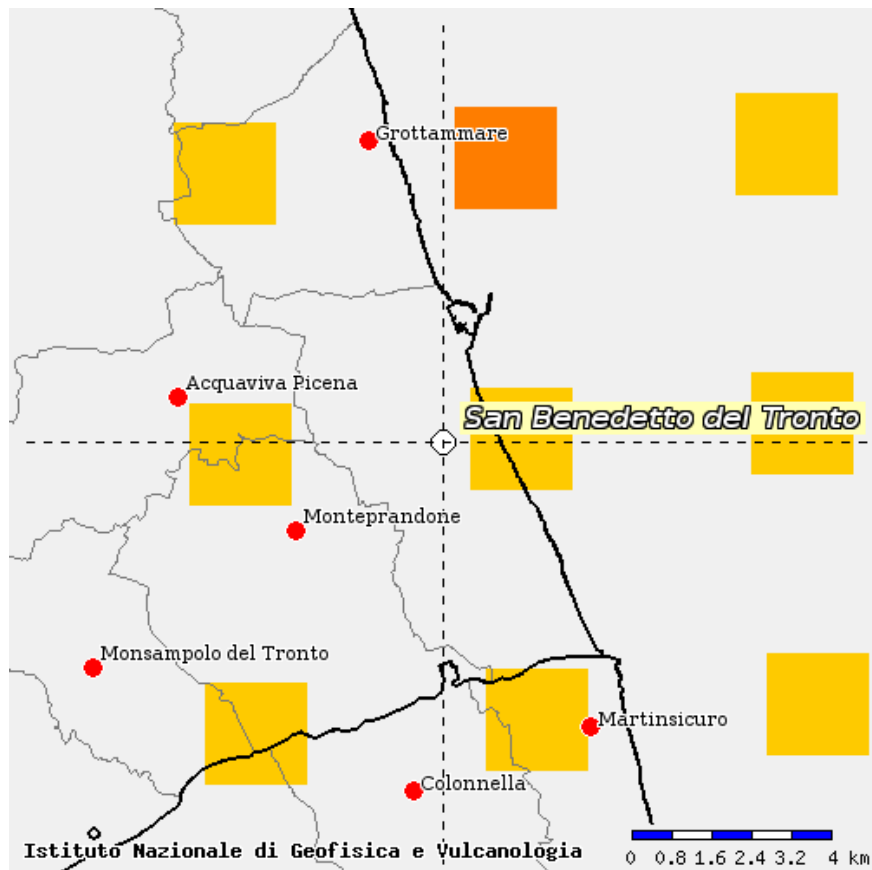 Grottammare
Acquaviva Picena
San Benedetto del Tronto
Monteprandone
Monsampolo del Tronto
Martinsicuro
Colonnella
Istituto Nazionale di Geofisica e Vulcanologia
0 0.8 1.6 2.4 3.2 4 km